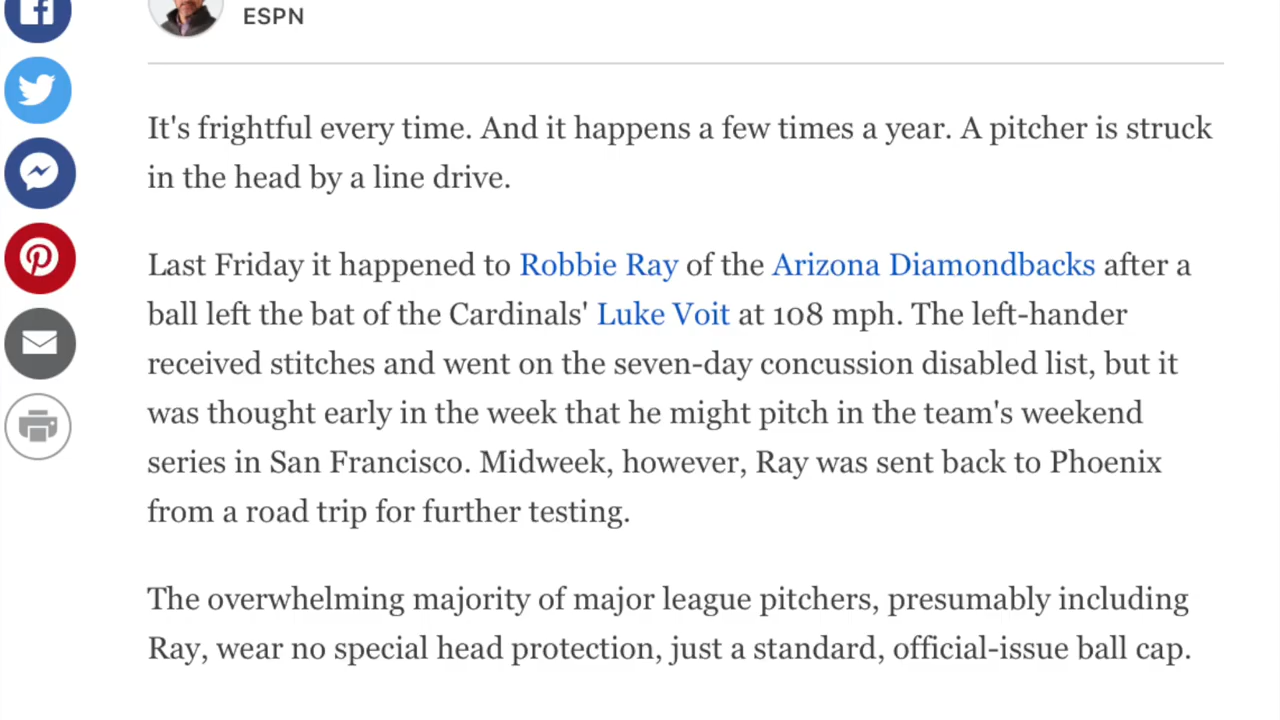 ESPN
It's frightful every time. And it happens a few times a year. A pitcher is struck
in the head by a line drive.
Last Friday it happened to Robbie Ray of the Arizona Diamondbacks after a
ball left the bat of the Cardinals' Luke Voit at 108 mph. The left-hander
received stitches and went on the seven-day concussion disabled list, but it
was thought early in the week that he might pitch in the team's weekend
series in San Francisco. Midweek, however, Ray was sent back to Phoenix
from a road trip for further testing.
The overwhelming majority of major league pitchers, presumably including
Ray, wear no special head protection, just a standard, official-issue ball cap.